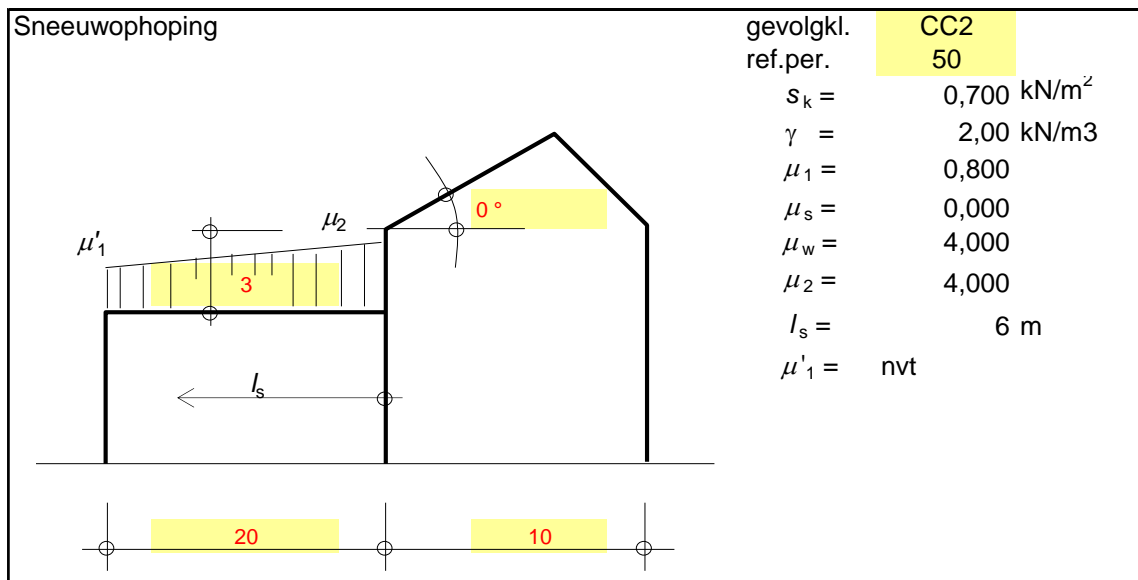 Sneeuwophoping
gevolgkl. CC2
ref.per. 50
sk = 0,700 kN/m²
γ = 2,00 kN/m3
μ1 = 0,800
μs = 0,000
μw = 4,000
μ2 = 4,000
ls = 6 m
μ'1 = nvt
0 °
μ2
μ'1
3
ls
20
10